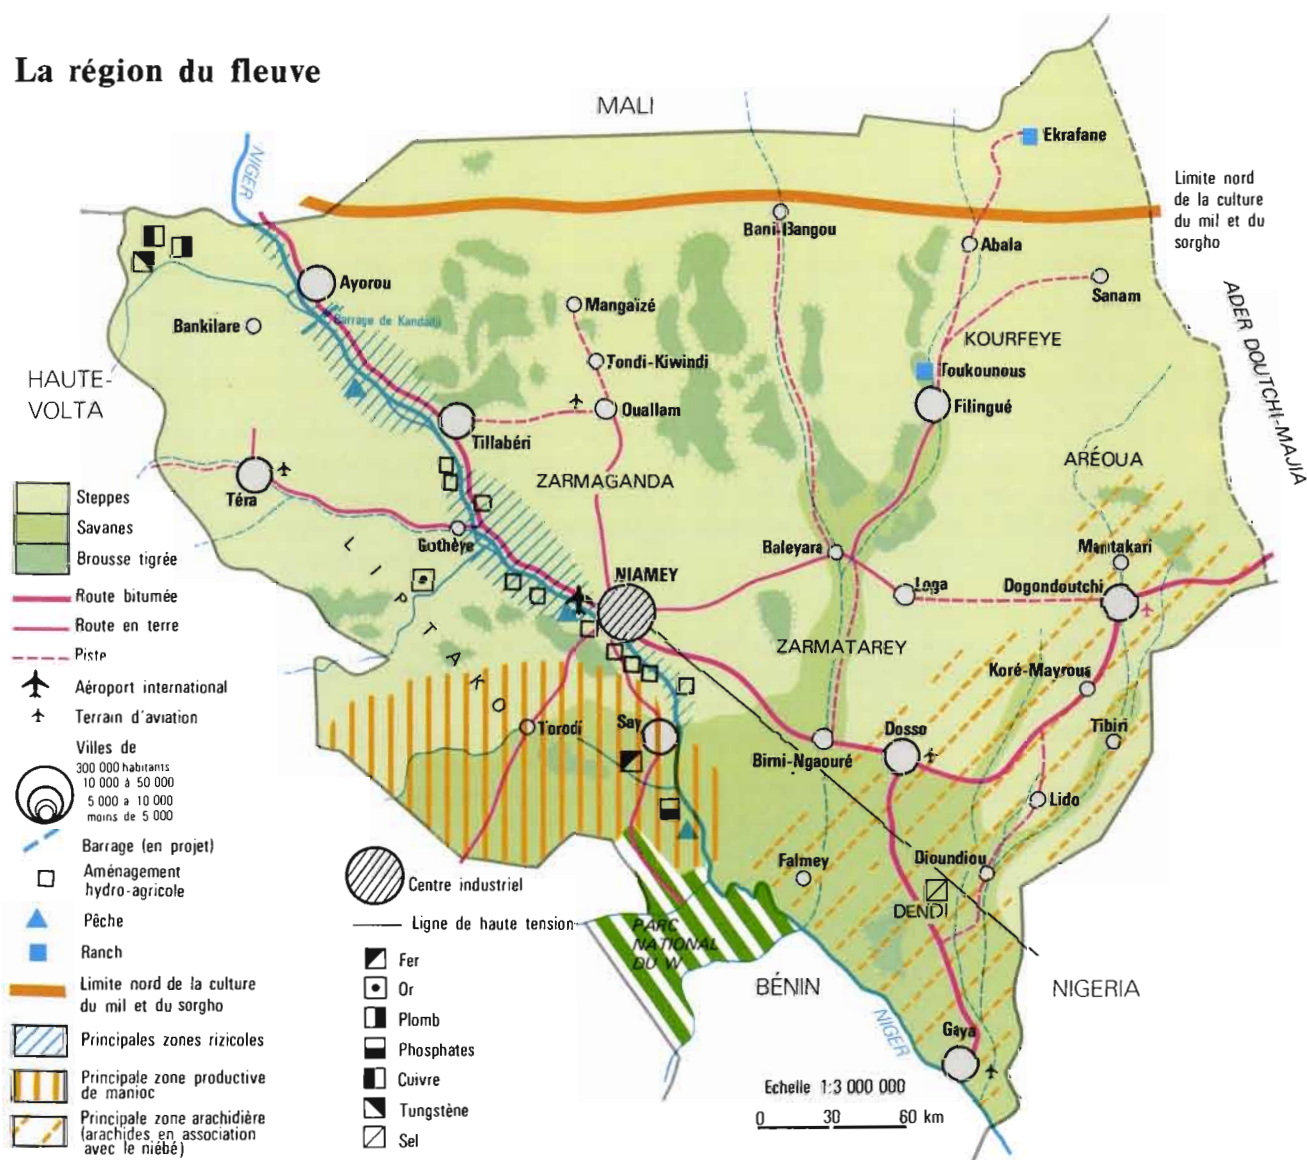 La région du fleuve
MALI
NIGER
Ekrafane
Limite nord
de la culture
du mil et du
sorgho
Bani-Bangou
Abala
Ayorou
Sanam
Mangaïzé
Barrage de Kandadji
Bankilare
ADER DOUTCHI-MAJIA
KOURFEYE
Tondi-Kiwindi
Toukounous
HAUTE-
VOLTA
Ouallam
Filingué
Tillabéri
ARÉOUA
ZARMAGANDA
Téra
Gothèye
Baleyara
Mantakari
NIAMEY
Loga
Dogondoutchi
LIPTAKO
ZARMATAREY
Koré-Mayroua
Torodi
Say
Dosso
Tibiri
Birni-Ngaouré
Lido
Falmey
Dioundiou
DENDI
PARC
NATIONAL
DU W
BÉNIN
NIGERIA
NIGER
Gaya
Steppes
Savanes
Brousse tigrée
Route bitumée
Route en terre
Piste
Aéroport international
Terrain d'aviation
Villes de
300 000 habitants
10 000 à 50 000
5 000 a 10 000
moins de 5 000
Barrage (en projet)
Aménagement
hydro-agricole
Pêche
Ranch
Limite nord de la culture
du mil et du sorgho
Principales zones rizicoles
Principale zone productive
de manioc
Principale zone arachidière
(arachides en association
avec le niébé)
Centre industriel
Ligne de haute tension
Fer
Or
Plomb
Phosphates
Cuivre
Tungstène
Sel
Echelle 1:3 000 000
0 30 60 km